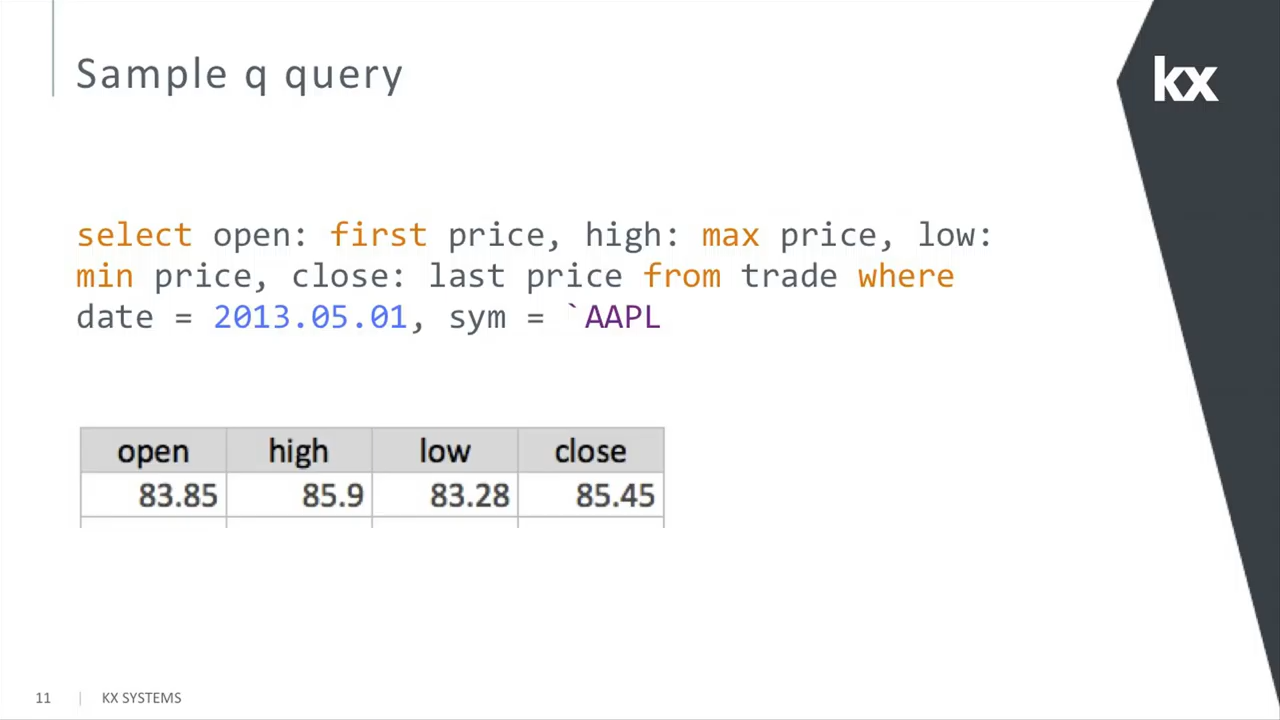 Sample q query
kx
select open: first price, high: max price, low:
min price, close: last price from trade where
date = 2013.05.01, sym = `AAPL
open high low close
83.85 85.9 83.28 85.45
11 | KX SYSTEMS